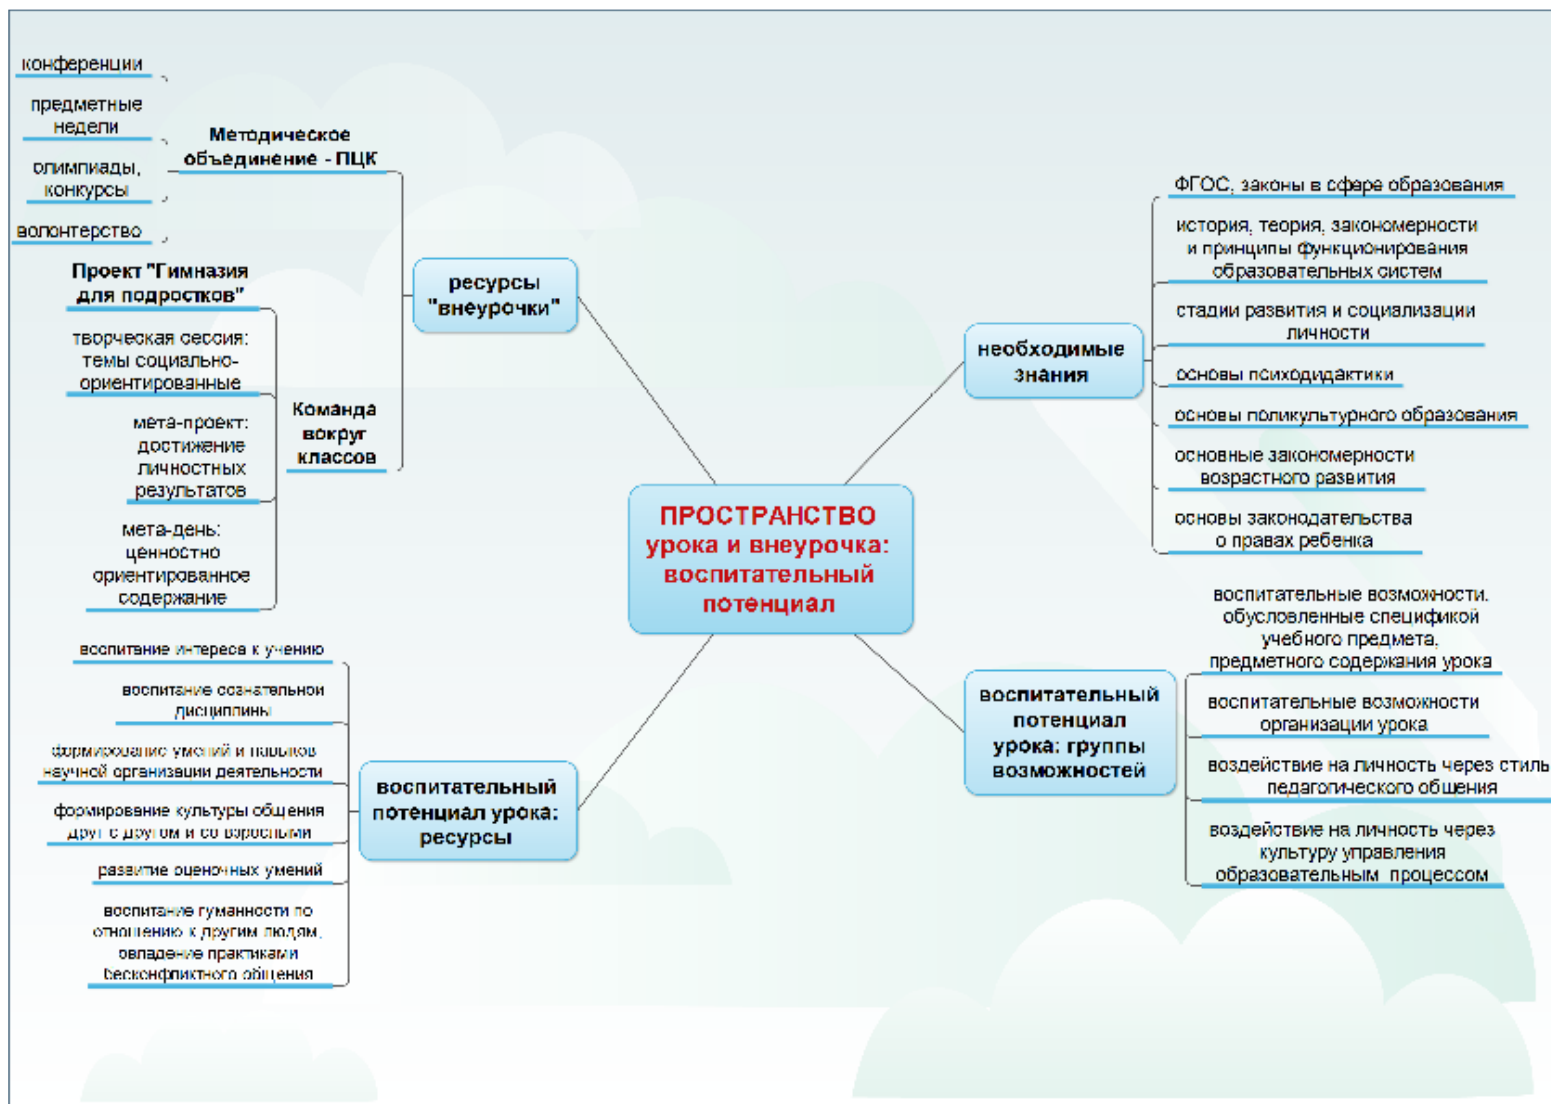 конференции
предметные
недели
олимпиады,
конкурсы
волонтерство
Методическое
объединение - ПЦК
Проект "Гимназия
для подростков"
творческая сессия:
темы социально-
ориентированные
мета-проект:
достижение
личностных
результатов
мета-день:
ценностно
ориентированное
содержание
Команда
вокруг
классов
ресурсы
"внеурочки"
ПРОСТРАНСТВО
урока и внеурочка:
воспитательный
потенциал
необходимые
знания
ФГОС, законы в сфере образования
история, теория, закономерности
и принципы функционирования
образовательных систем
стадии развития и социализации
личности
основы психодидактики
основы поликультурного образования
основные закономерности
возрастного развития
основы законодательства
о правах ребенка
воспитательный
потенциал
урока: группы
возможностей
воспитательные возможности.
обусловленные спецификой
учебного предмета,
предметного содержания урока
воспитательные возможности
организации урока
воздействие на личность через стиль
педагогического общения
воздействие на личность через
культуру управления
образовательным процессом
воспитательный
потенциал урока:
ресурсы
воспитание интереса к учению
воспитание сознательной
дисциплины
формирование умений и навыков
научной организации деятельности
формирование культуры общения
друг с другом и со взрослыми
развитие оценочных умений
воспитание гуманности по
отношению к другим людям,
овладение практиками
бесконфликтного общения